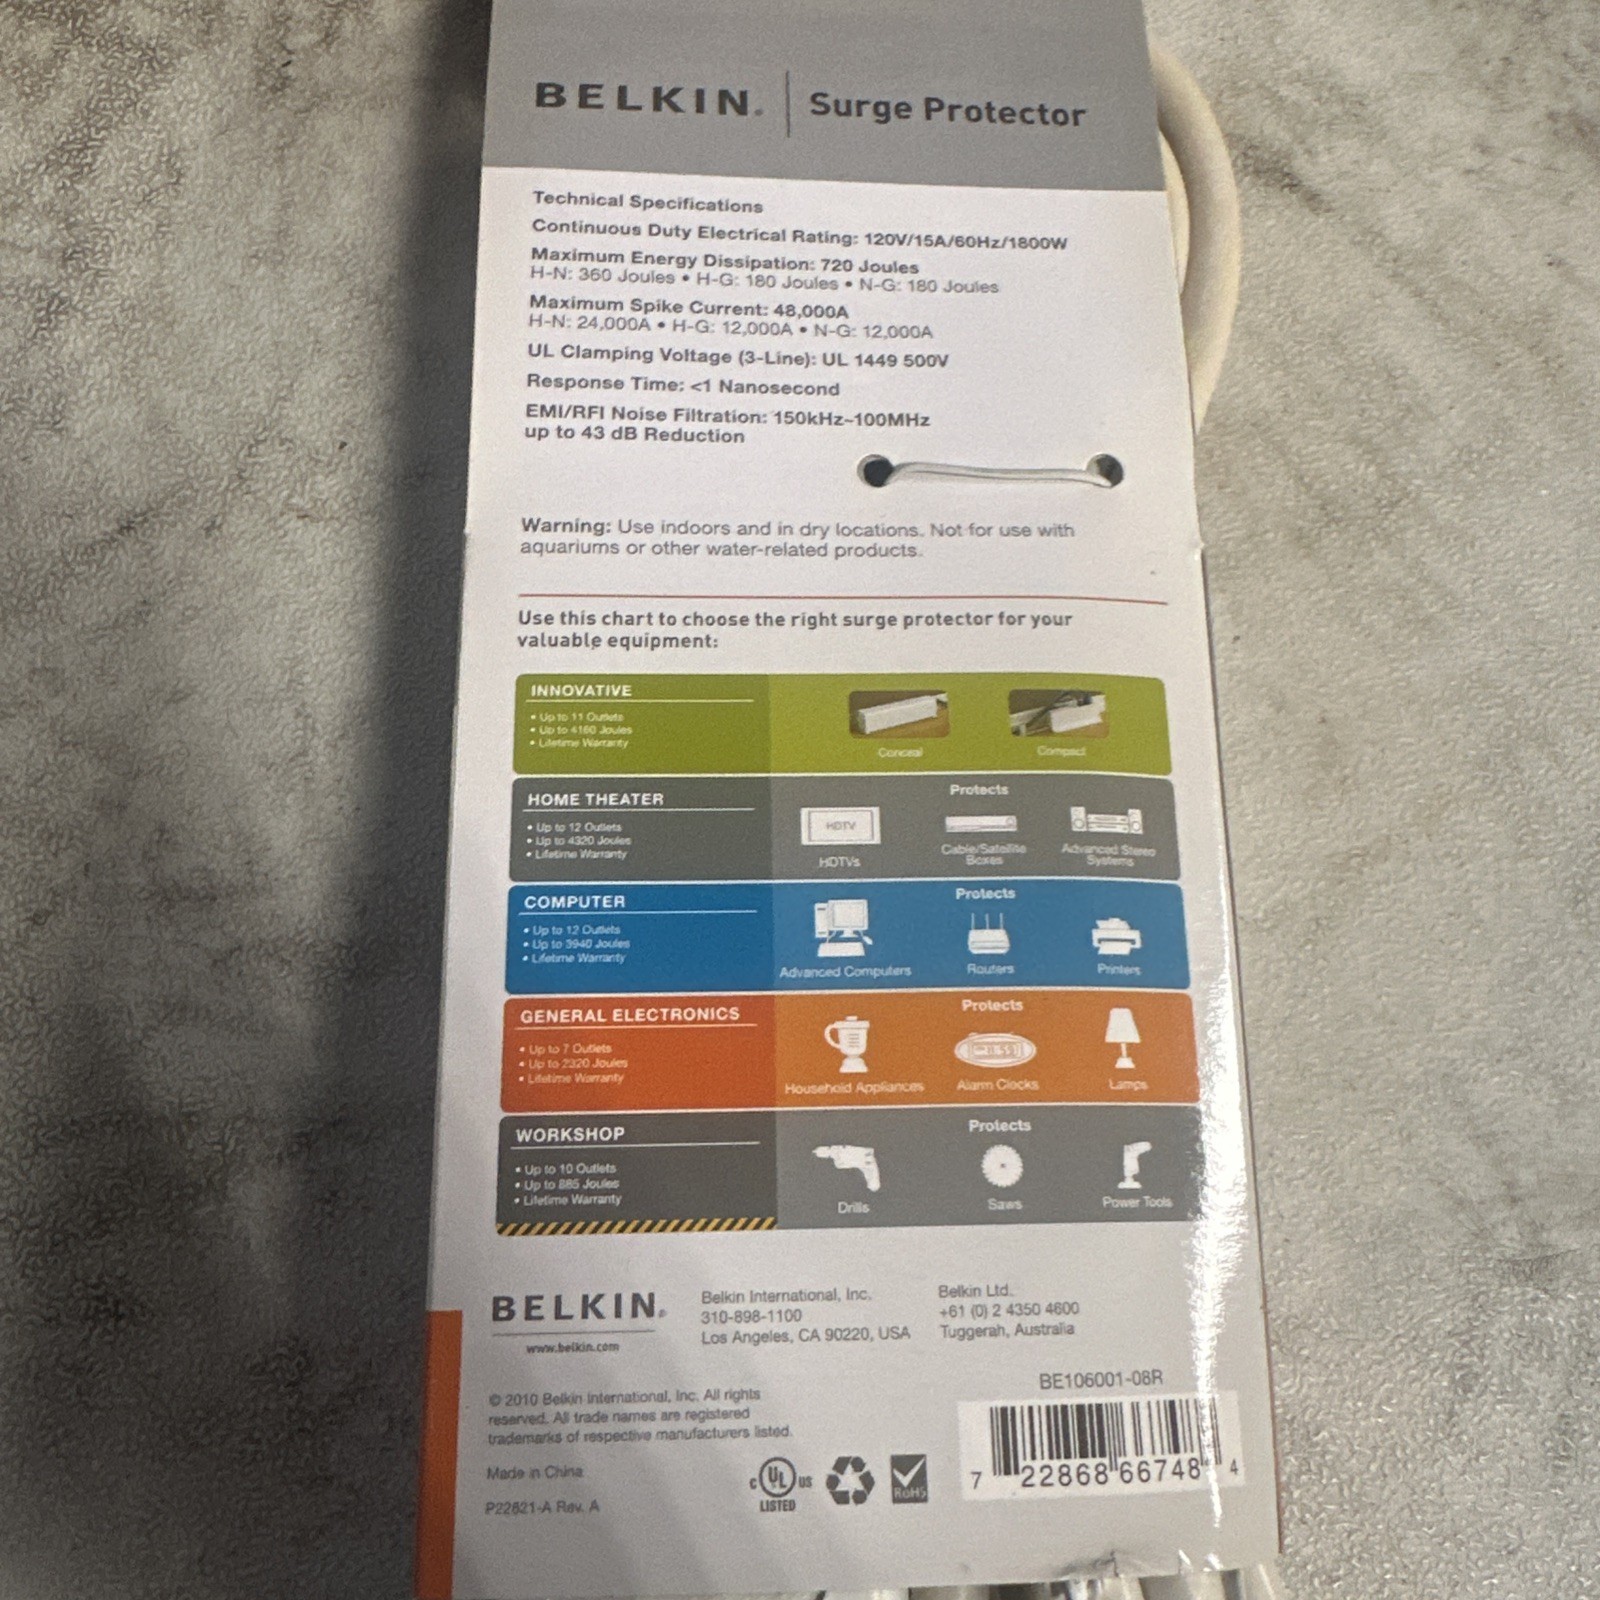 BELKIN. | Surge Protector
Technical Specifications
Continuous Duty Electrical Rating: 120V/15A/60Hz/1800W
Maximum Energy Dissipation: 720 Joules
H-N: 360 Joules • H-G: 180 Joules • N-G: 180 Joules
Maximum Spike Current: 48,000A
H-N: 24,000A • H-G: 12,000A • N-G: 12,000A
UL Clamping Voltage (3-Line): UL 1449 500V
Response Time: <1 Nanosecond
EMI/RFI Noise Filtration: 150kHz~100MHz
up to 43 dB Reduction
Warning: Use indoors and in dry locations. Not for use with
aquariums or other water-related products.
Use this chart to choose the right surge protector for your
valuable equipment:
INNOVATIVE
• Up to 11 Outlets
• Up to 4160 Joules
• Lifetime Warranty
Conceal
Compact
HOME THEATER
• Up to 12 Outlets
• Up to 4320 Joules
• Lifetime Warranty
Protects
HDTV
HDTVs
Cable/Satellite
Boxes
Advanced Stereo
Systems
COMPUTER
• Up to 12 Outlets
• Up to 3940 Joules
• Lifetime Warranty
Protects
Advanced Computers
Routers
Printers
GENERAL ELECTRONICS
• Up to 7 Outlets
• Up to 2320 Joules
• Lifetime Warranty
Protects
Household Appliances
Alarm Clocks
Lamps
WORKSHOP
• Up to 10 Outlets
• Up to 885 Joules
• Lifetime Warranty
Protects
Drills
Saws
Power Tools
BELKIN.
www.belkin.com
Belkin International, Inc.
310-898-1100
Los Angeles, CA 90220, USA
Belkin Ltd.
+61 (0) 2 4350 4600
Tuggerah, Australia
© 2010 Belkin International, Inc. All rights
reserved. All trade names are registered
trademarks of respective manufacturers listed.
Made in China
P22821-A Rev. A
C UL US
LISTED
RoHS
BE106001-08R
7 22868 66748 4